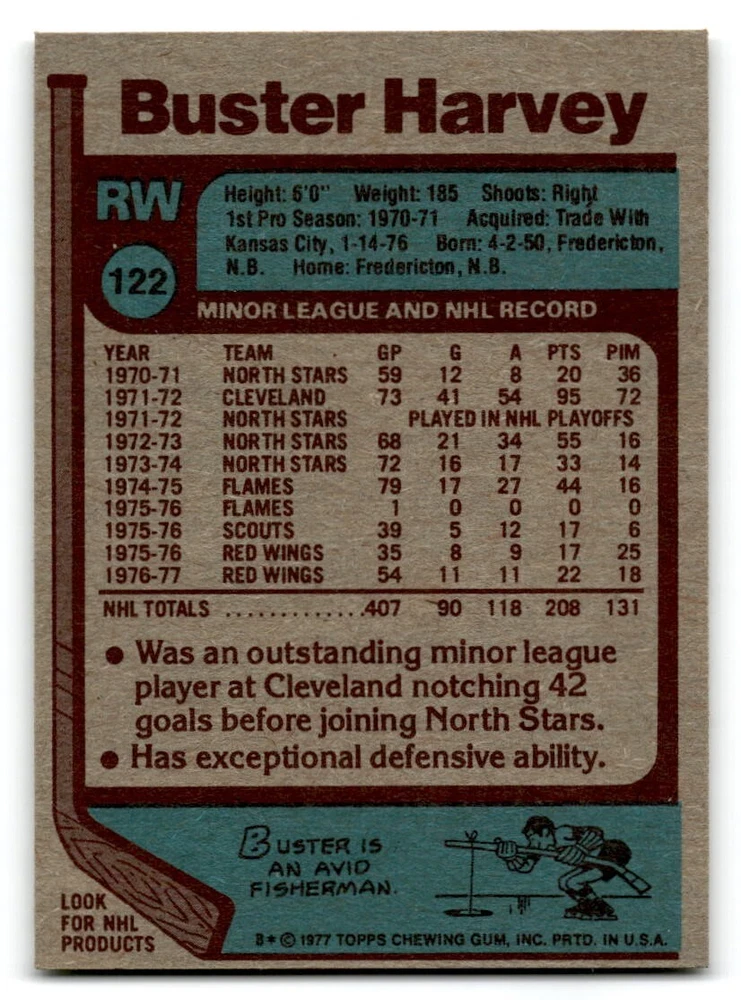 Buster Harvey
RW
122
Height: 6'0" Weight: 185 Shoots: Right
1st Pro Season: 1970-71 Acquired: Trade With
Kansas City, 1-14-76 Born: 4-2-50, Fredericton,
N.B. Home: Fredericton, N.B.
MINOR LEAGUE AND NHL RECORD
YEAR TEAM GP G A PTS PIM
1970-71 NORTH STARS 59 12 8 20 36
1971-72 CLEVELAND 73 41 54 95 72
1971-72 NORTH STARS PLAYED IN NHL PLAYOFFS
1972-73 NORTH STARS 68 21 34 55 16
1973-74 NORTH STARS 72 16 17 33 14
1974-75 FLAMES 79 17 27 44 16
1975-76 FLAMES 1 0 0 0 0
1975-76 SCOUTS 39 5 12 17 6
1975-76 RED WINGS 35 8 9 17 25
1976-77 RED WINGS 54 11 11 22 18
NHL TOTALS .............407 90 118 208 131
● Was an outstanding minor league
player at Cleveland notching 42
goals before joining North Stars.
● Has exceptional defensive ability.
BUSTER IS
AN AVID
FISHERMAN.
LOOK
FOR NHL
PRODUCTS
B * © 1977 TOPPS CHEWING GUM, INC. PRTD. IN U.S.A.